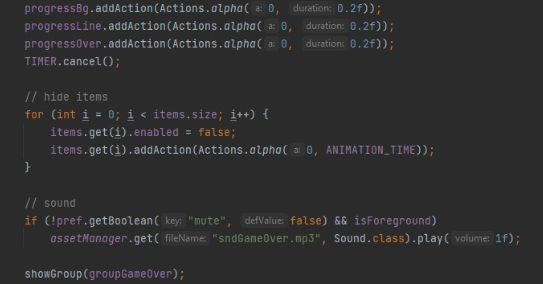 progressBg.addAction(Actions.alpha( a: 0, duration: 0.2f));
progressLine.addAction(Actions.alpha( a: 0, duration: 0.2f));
progressOver.addAction(Actions.alpha( a: 0, duration: 0.2f));
TIMER.cancel();
// hide items
for (int i = 0; i < items.size; i++) {
items.get(i).enabled = false;
items.get(i).addAction(Actions.alpha( a: 0, ANIMATION_TIME));
}
// sound
if (!pref.getBoolean( key: "mute", defValue: false) && isForeground)
assetManager.get( fileName: "sndGameOver.mp3", Sound.class).play( volume: 1f);
showGroup(groupGameOver);